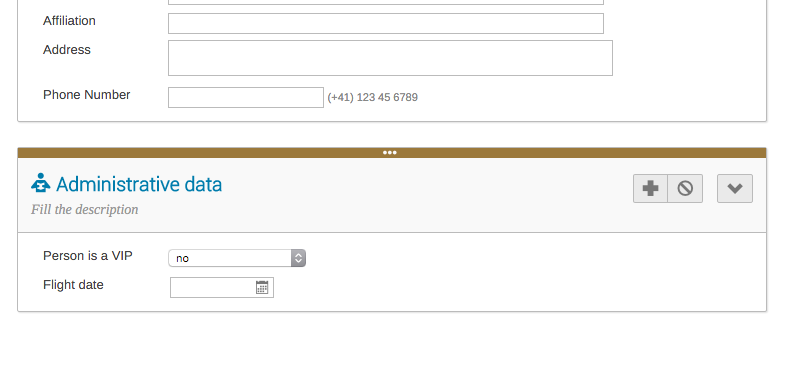 Affiliation
Address
Phone Number (+41) 123 45 6789
Administrative data
Fill the description
Person is a VIP no
Flight date